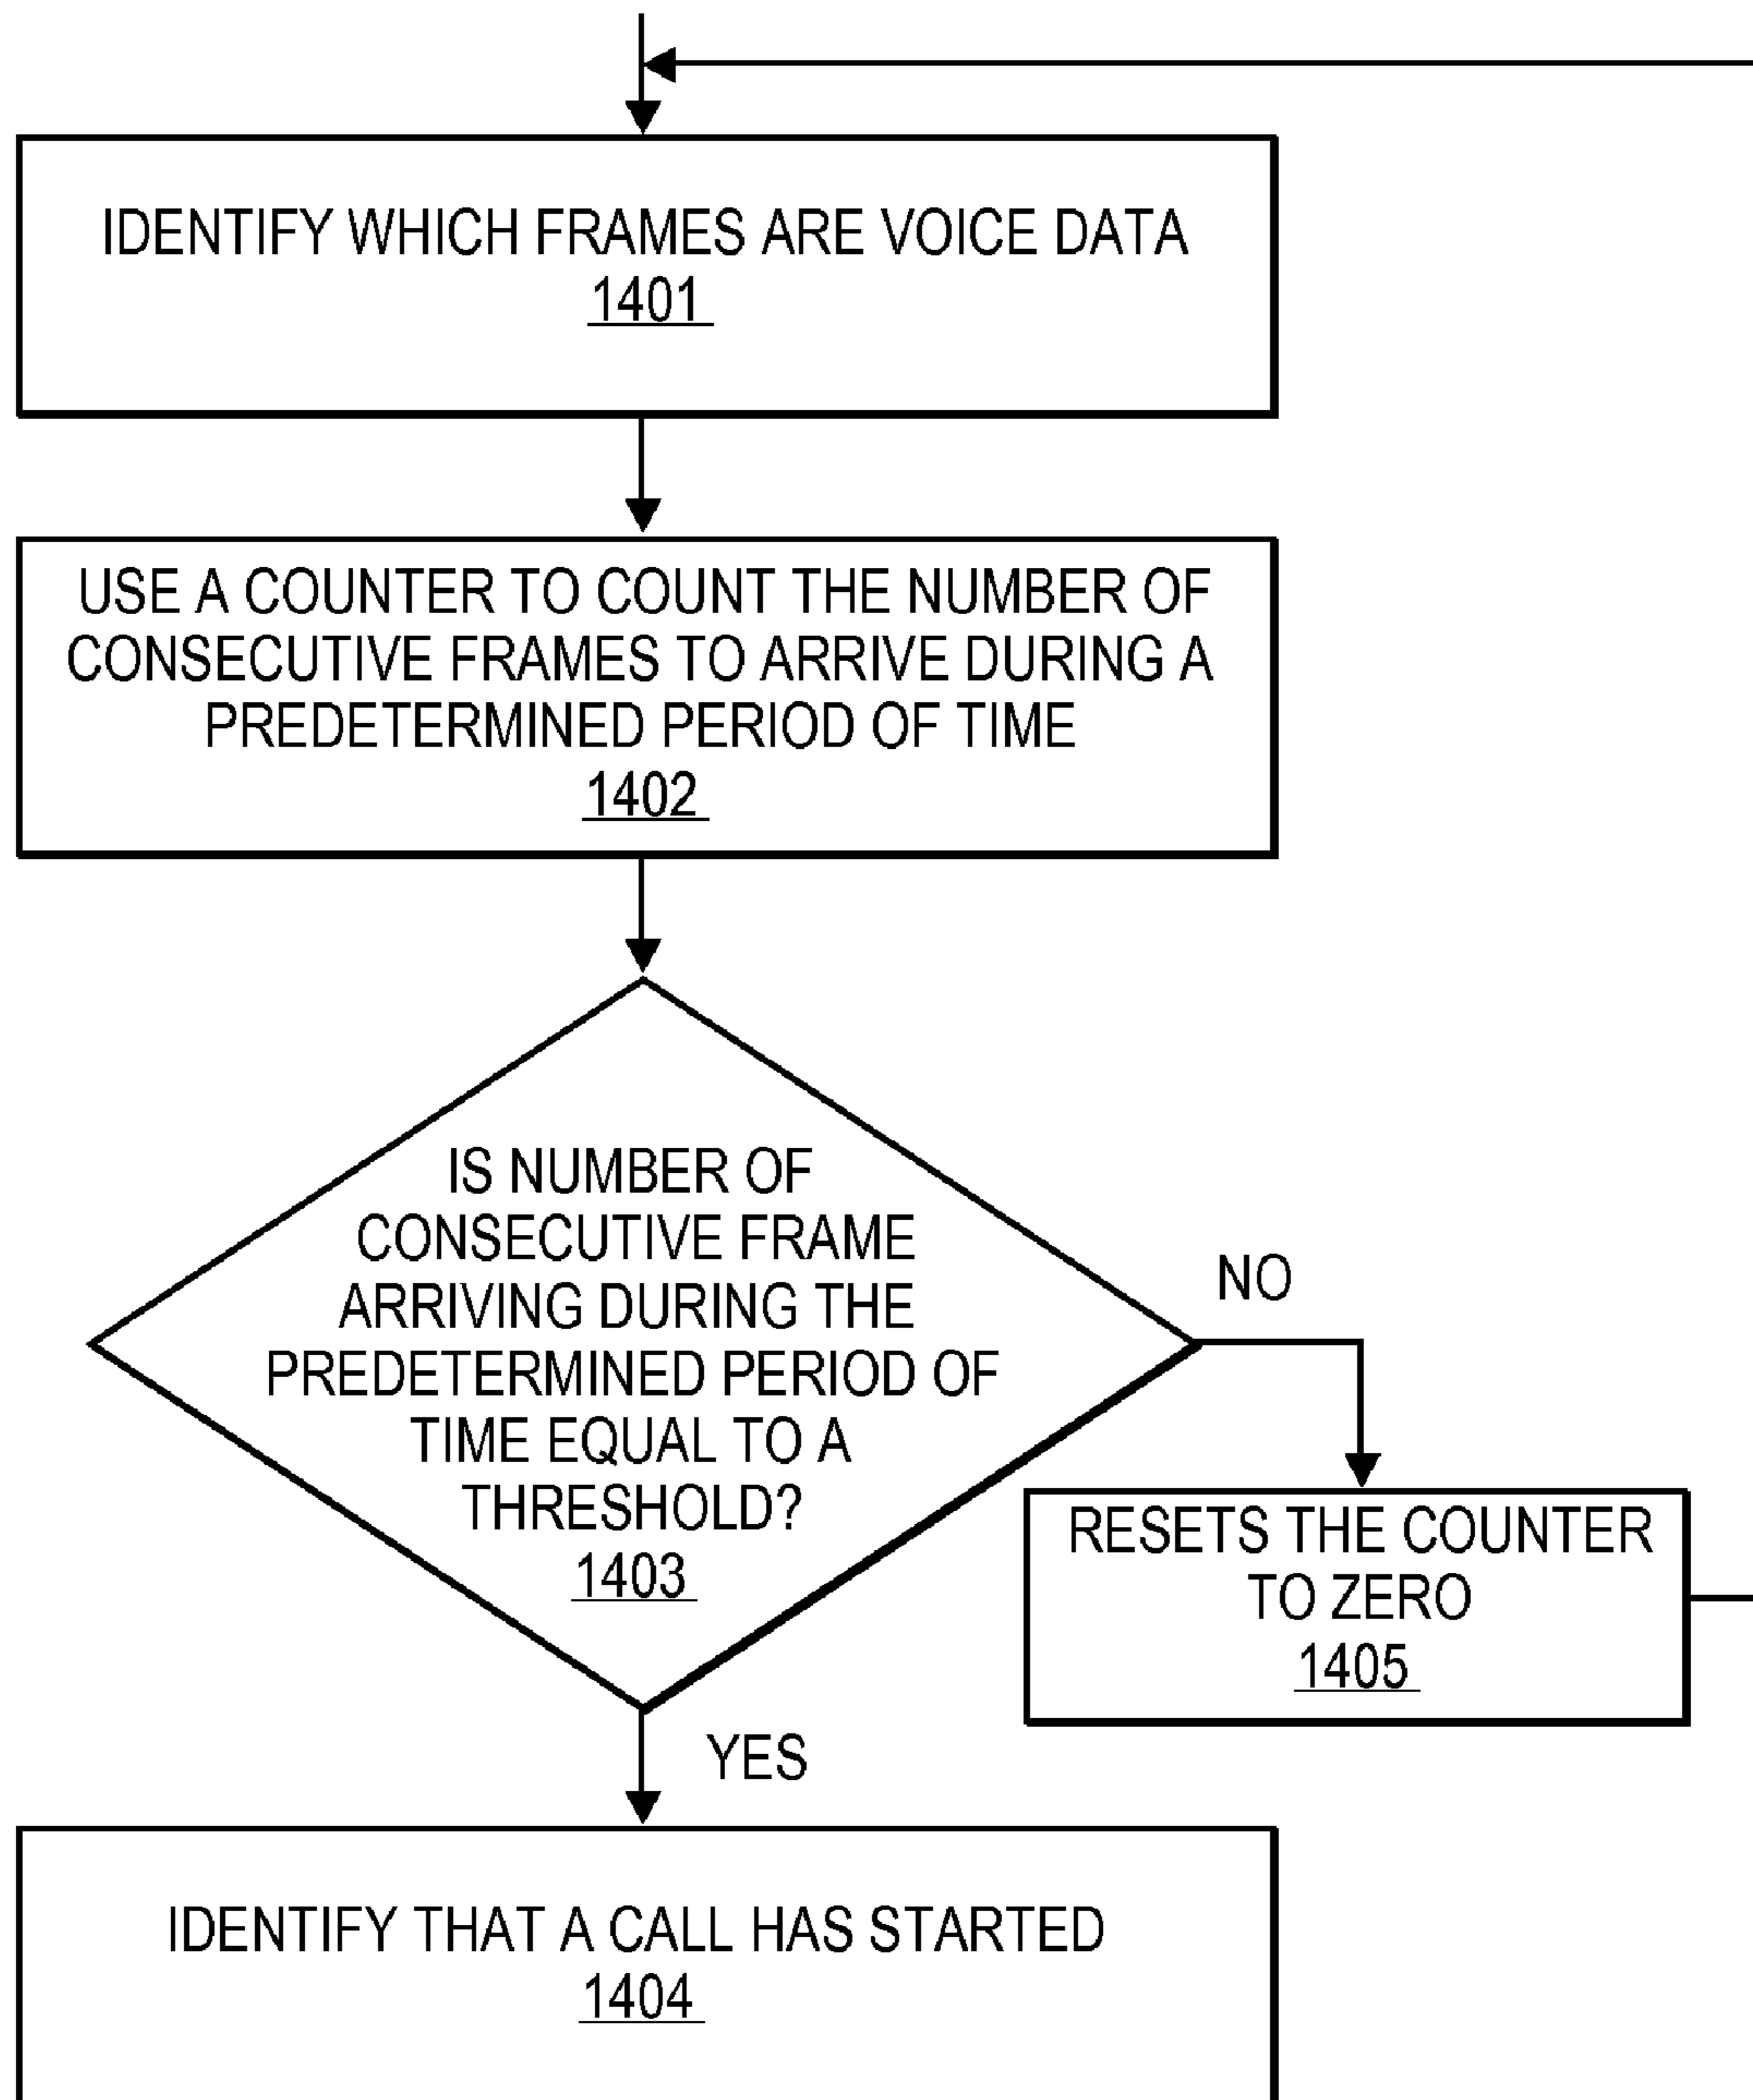 IDENTIFY WHICH FRAMES ARE VOICE DATA
1401
USE A COUNTER TO COUNT THE NUMBER OF
CONSECUTIVE FRAMES TO ARRIVE DURING A
PREDETERMINED PERIOD OF TIME
1402
IS NUMBER OF
CONSECUTIVE FRAME
ARRIVING DURING THE
PREDETERMINED PERIOD OF
TIME EQUAL TO A
THRESHOLD?
1403
NO
RESETS THE COUNTER
TO ZERO
1405
YES
IDENTIFY THAT A CALL HAS STARTED
1404